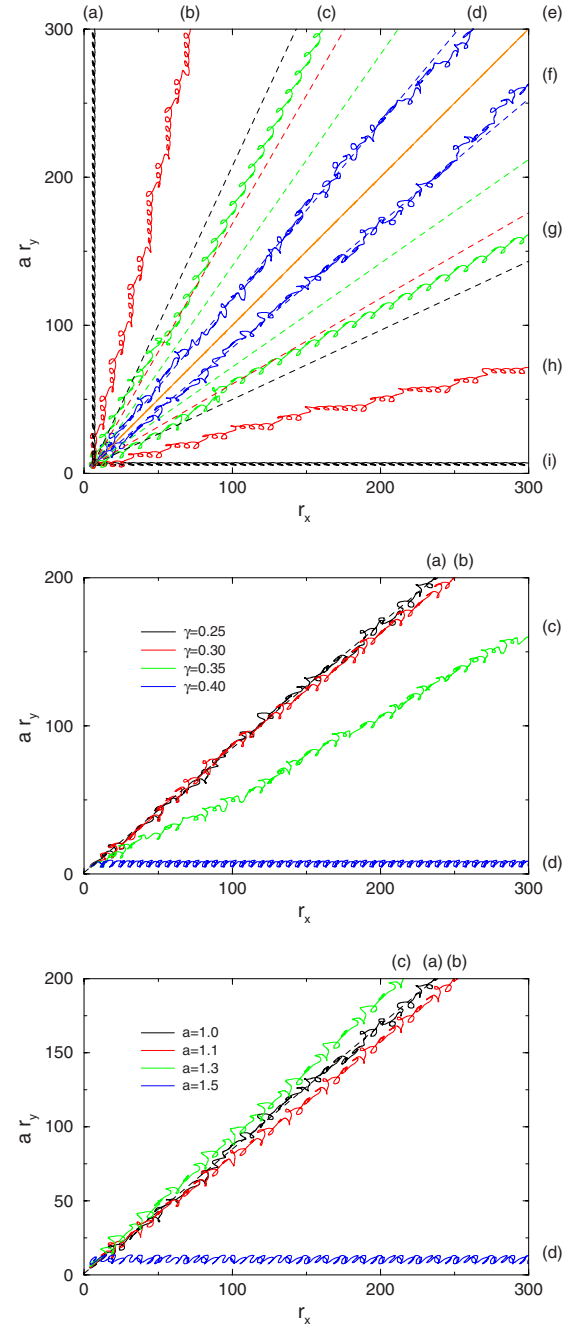 (a) (b) (c) (d) (e)
300
(f)
200
a r_y
(g)
100
(h)
0
(i)
0 100 200 300
r_x
(a) (b)
200
γ=0.25
(c)
γ=0.30
γ=0.35
γ=0.40
a r_y
100
(d)
0
0 100 200 300
r_x
(c) (a) (b)
200
a=1.0
a=1.1
150
a=1.3
a=1.5
a r_y
100
50
(d)
0
0 100 200 300
r_x